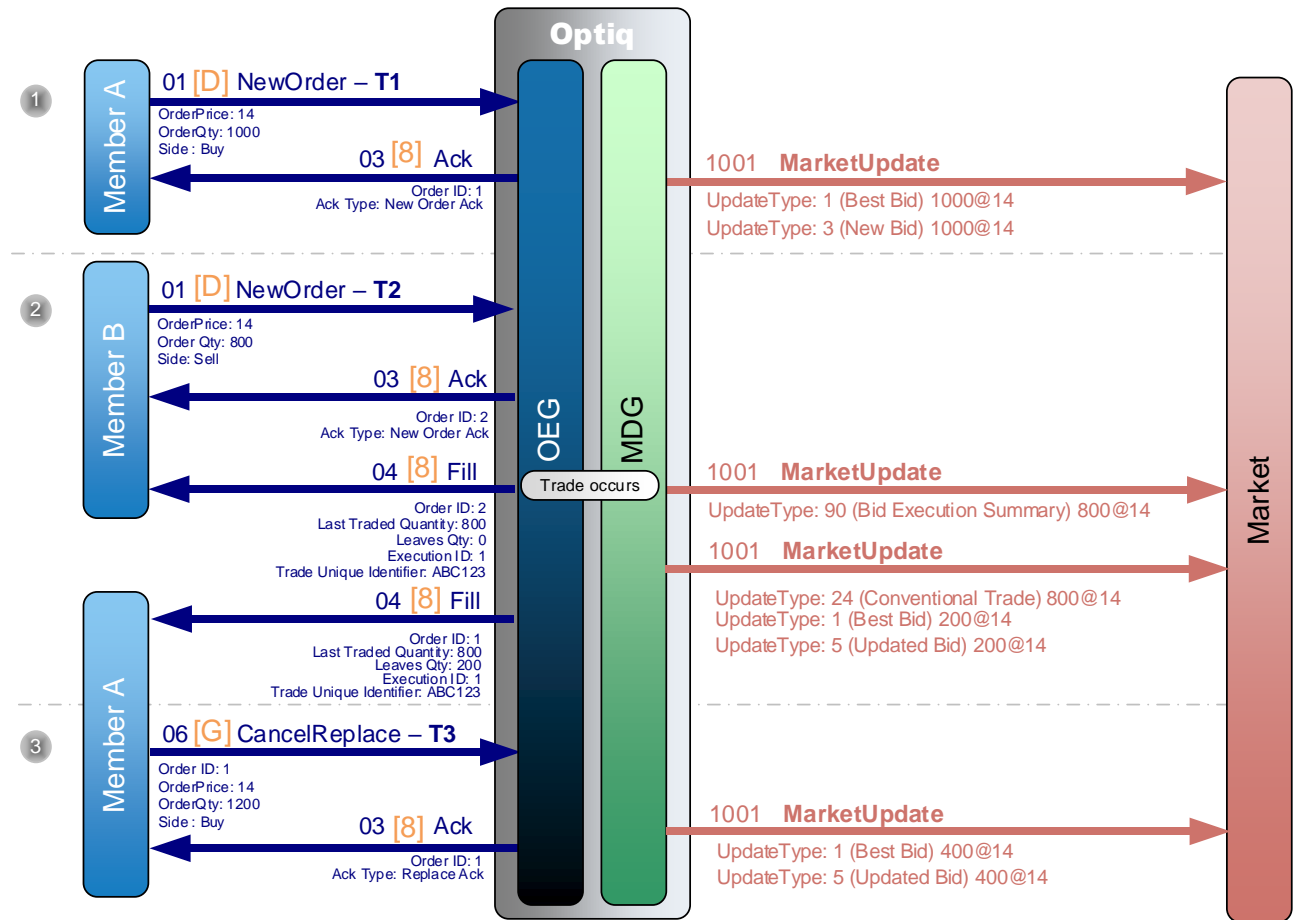 Optiq
1
Member A
01 [D] NewOrder – T1
OrderPrice: 14
OrderQty: 1000
Side : Buy
03 [8] Ack
Order ID: 1
Ack Type: New Order Ack
1001 MarketUpdate
UpdateType: 1 (Best Bid) 1000@14
UpdateType: 3 (New Bid) 1000@14
2
Member B
01 [D] NewOrder – T2
OrderPrice: 14
Order Qty: 800
Side: Sell
03 [8] Ack
Order ID: 2
Ack Type: New Order Ack
OEG
MDG
Market
04 [8] Fill
Trade occurs
Order ID: 2
Last Traded Quantity: 800
Leaves Qty: 0
Execution ID: 1
Trade Unique Identifier: ABC123
1001 MarketUpdate
UpdateType: 90 (Bid Execution Summary) 800@14
1001 MarketUpdate
UpdateType: 24 (Conventional Trade) 800@14
UpdateType: 1 (Best Bid) 200@14
UpdateType: 5 (Updated Bid) 200@14
Member A
04 [8] Fill
Order ID: 1
Last Traded Quantity: 800
Leaves Qty: 200
Execution ID: 1
Trade Unique Identifier: ABC123
3
06 [G] CancelReplace – T3
Order ID: 1
OrderPrice: 14
OrderQty: 1200
Side : Buy
03 [8] Ack
Order ID: 1
Ack Type: Replace Ack
1001 MarketUpdate
UpdateType: 1 (Best Bid) 400@14
UpdateType: 5 (Updated Bid) 400@14